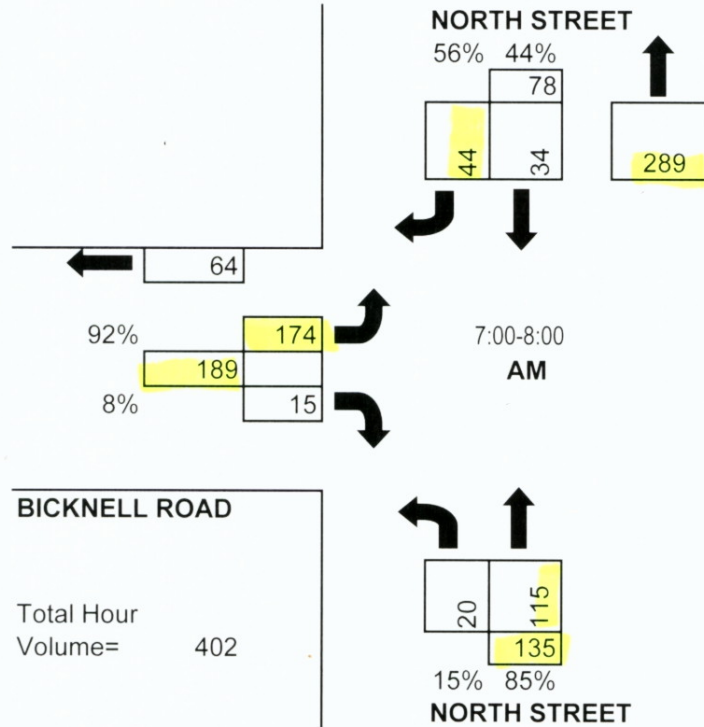 NORTH STREET
56% 44%
78
44 34 289
64
92% 174
189
8% 15
7:00-8:00
AM
BICKNELL ROAD
Total Hour
Volume= 402
20 115
135
15% 85%
NORTH STREET